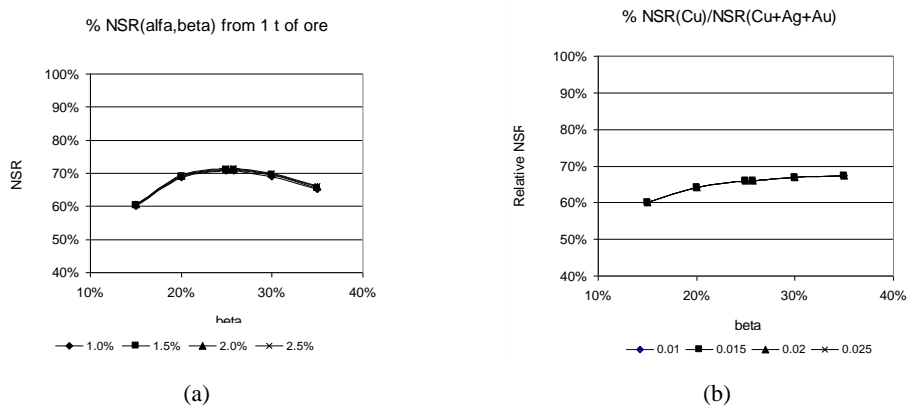 % NSR(alfa,beta) from 1 t of ore
100%
90%
80%
70%
60%
50%
40%
NSR
10% 20% 30% 40%
beta
1.0% 1.5% 2.0% 2.5%
(a)
% NSR(Cu)/NSR(Cu+Ag+Au)
100%
90%
80%
70%
60%
50%
40%
Relative NSR
10% 20% 30% 40%
beta
0.01 0.015 0.02 0.025
(b)